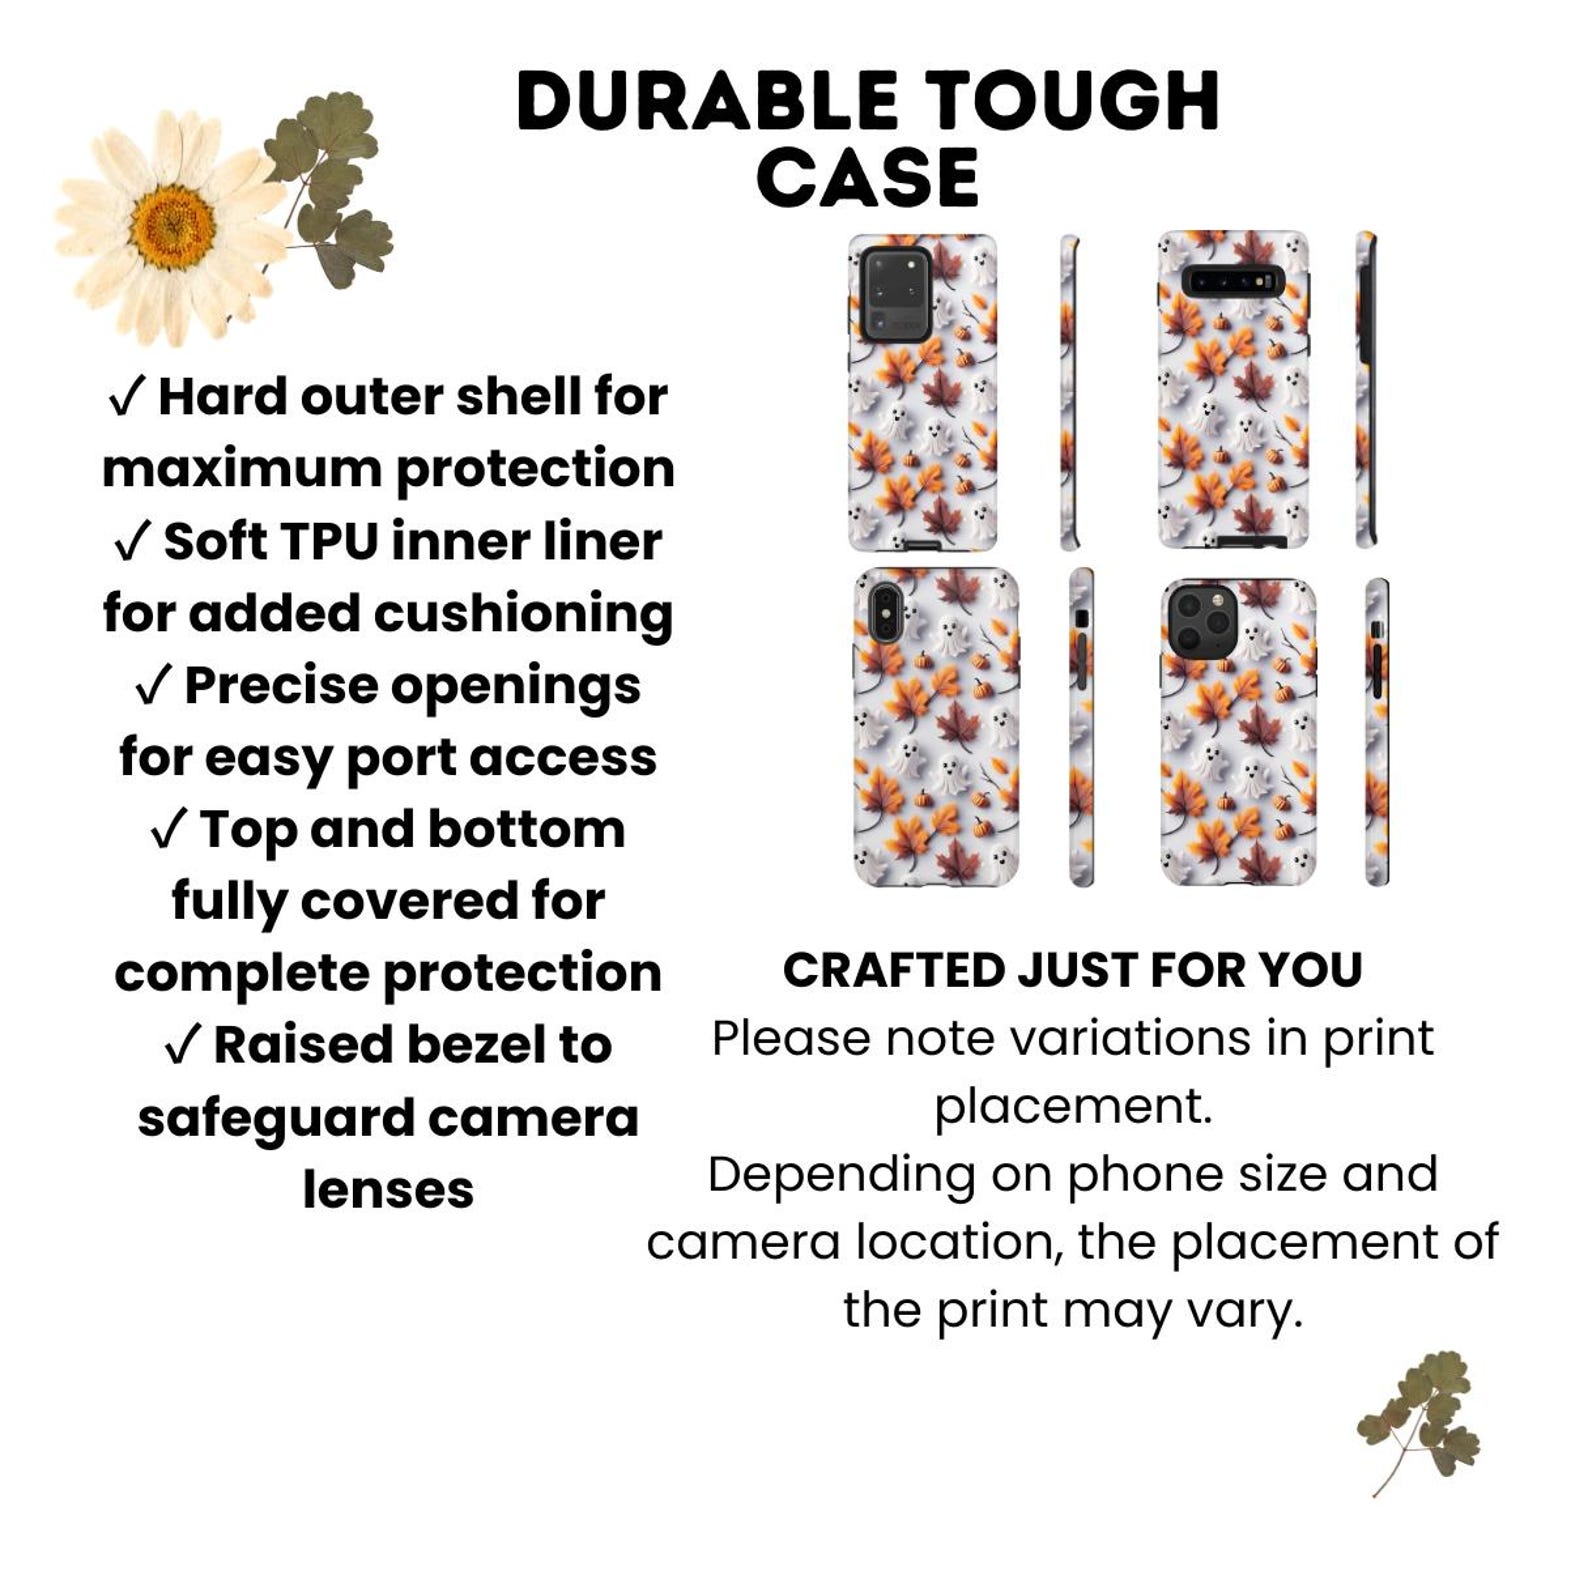 DURABLE TOUGH
CASE
✓ Hard outer shell for
maximum protection
✓ Soft TPU inner liner
for added cushioning
✓ Precise openings
for easy port access
✓ Top and bottom
fully covered for
complete protection
✓ Raised bezel to
safeguard camera
lenses
CRAFTED JUST FOR YOU
Please note variations in print
placement.
Depending on phone size and
camera location, the placement of
the print may vary.